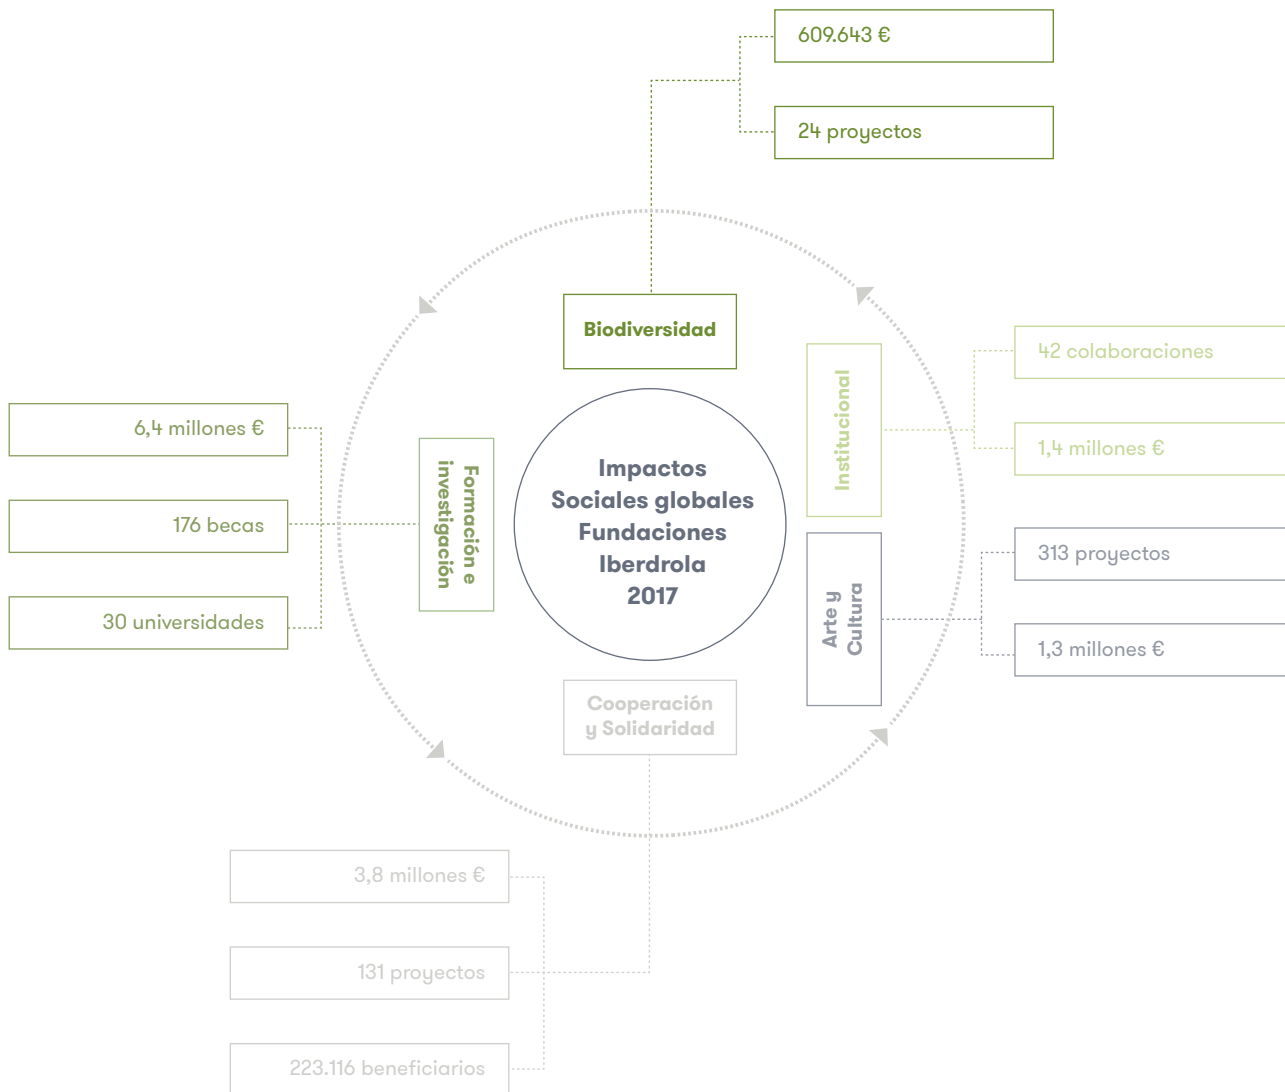 609.643 €
24 proyectos
Biodiversidad
42 colaboraciones
1,4 millones €
Institucional
6,4 millones €
176 becas
30 universidades
Formación e
investigación
Impactos
Sociales globales
Fundaciones
Iberdrola
2017
313 proyectos
1,3 millones €
Arte y
Cultura
Cooperación
y Solidaridad
3,8 millones €
131 proyectos
223.116 beneficiarios